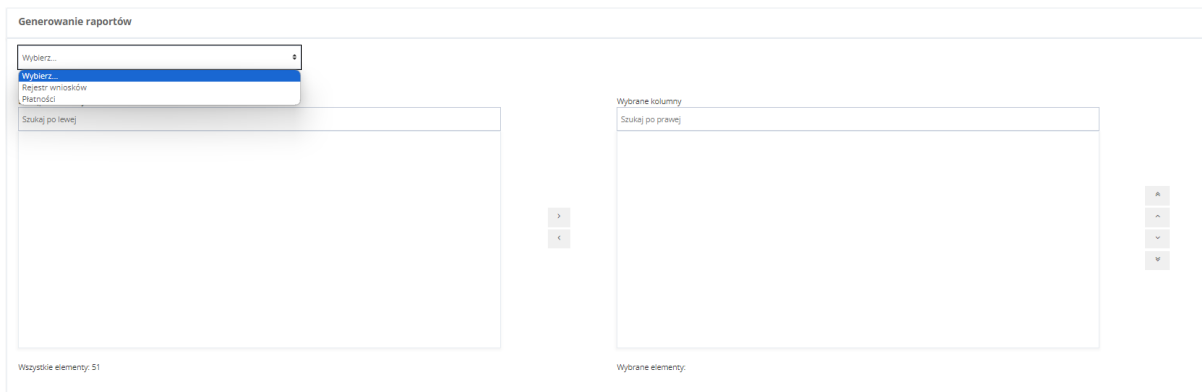 Generowanie raportów
Wybierz...
Wybierz...
Rejestr wniosków
Płatności
Wybrane kolumny
Szukaj po lewej
Szukaj po prawej
Wszystkie elementy: 51
Wybrane elementy: